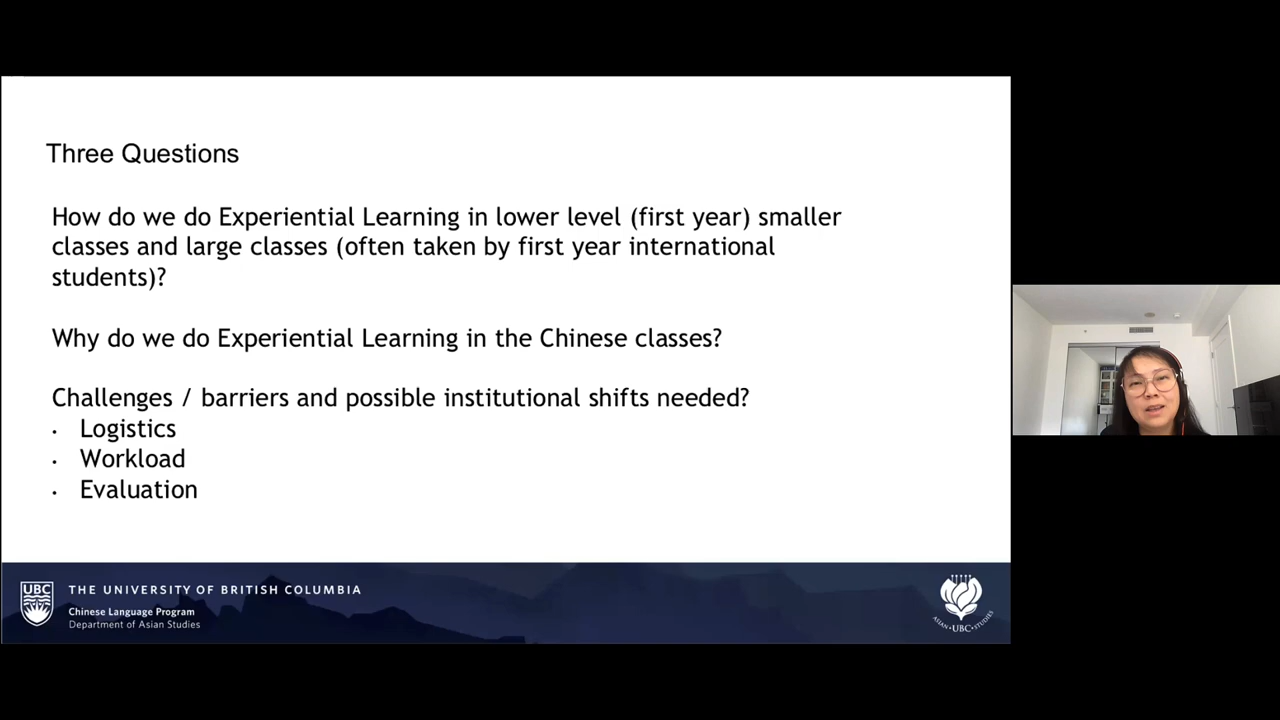 Three Questions
How do we do Experiential Learning in lower level (first year) smaller
classes and large classes (often taken by first year international
students)?
Why do we do Experiential Learning in the Chinese classes?
Challenges / barriers and possible institutional shifts needed?
· Logistics
· Workload
· Evaluation
UBC
THE UNIVERSITY OF BRITISH COLUMBIA
Chinese Language Program
Department of Asian Studies
ASIAN • UBC • STUDIES